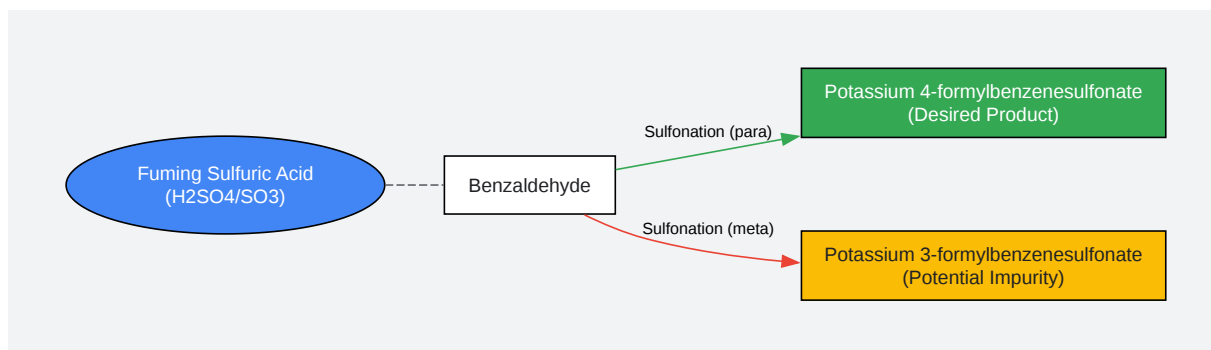 Fuming Sulfuric Acid
(H2SO4/SO3)
Benzaldehyde
Sulfonation (para)
Sulfonation (meta)
Potassium 4-formylbenzenesulfonate
(Desired Product)
Potassium 3-formylbenzenesulfonate
(Potential Impurity)